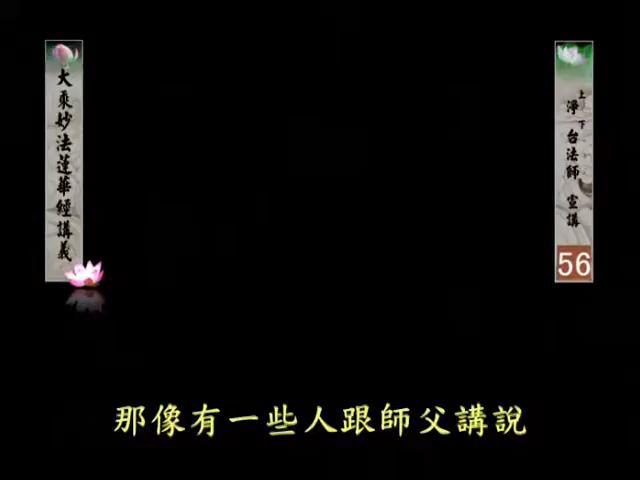 大乘妙法蓮華經講義
上淨下台法師 宣講
56
那像有一些人跟師父講說